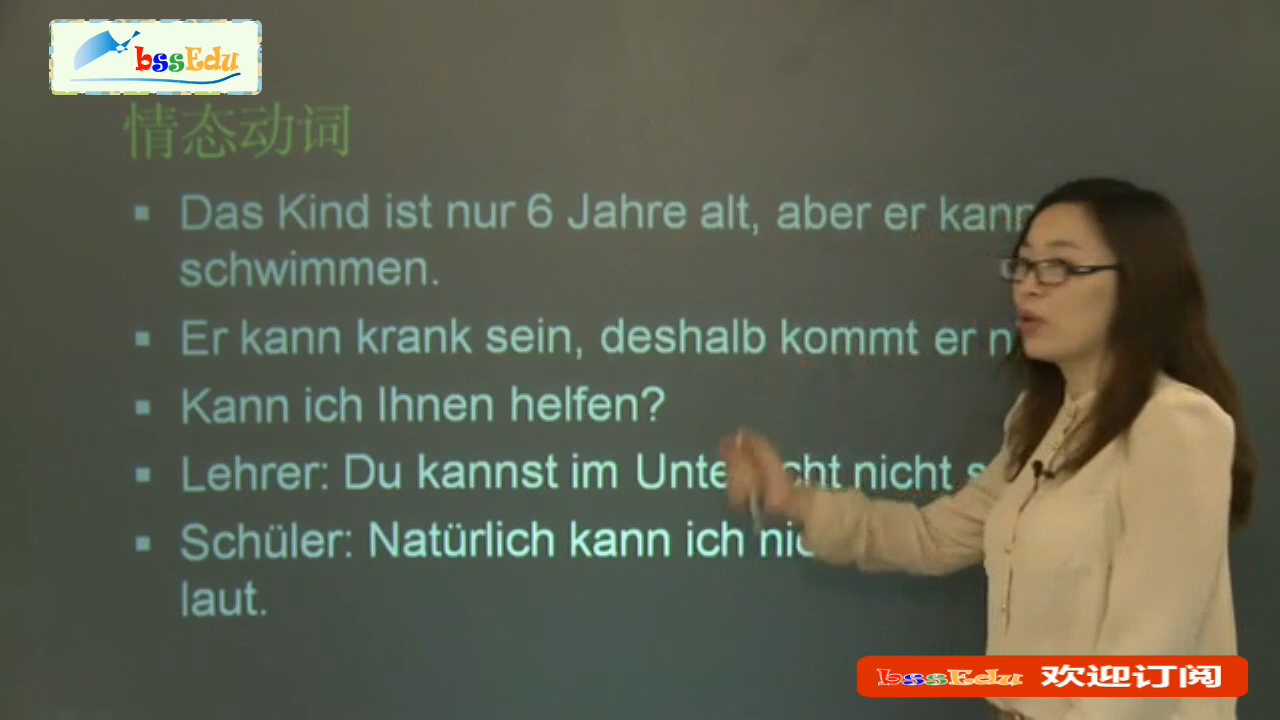 bssEdu
情态动词
Das Kind ist nur 6 Jahre alt, aber er kann
schwimmen.
Er kann krank sein, deshalb kommt er
Kann ich Ihnen helfen?
Lehrer: Du kannst im nicht
Schüler: Natürlich kann ich
laut.
bssEdu 欢迎订阅